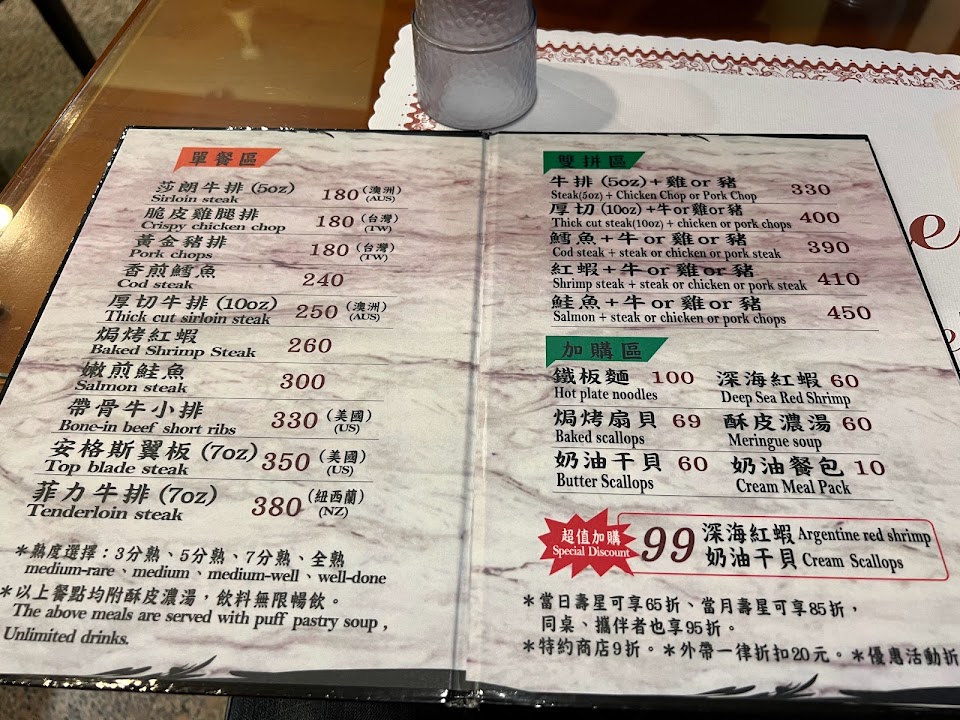 單餐區
莎朗牛排(5oz) 180 (澳洲)
Sirloin steak (AUS)
脆皮雞腿排 180 (台灣)
Crispy chicken chop (TW)
黃金豬排 180 (台灣)
Pork chops (TW)
香煎鱈魚 240
Cod steak
厚切牛排(10oz) 250 (澳洲)
Thick cut sirloin steak (AUS)
焗烤紅蝦 260
Baked Shrimp Steak
嫩煎鮭魚 300
Salmon steak
帶骨牛小排 330 (美國)
Bone-in beef short ribs (US)
安格斯翼板(7oz) 350 (美國)
Top blade steak (US)
菲力牛排(7oz) 380 (紐西蘭)
Tenderloin steak (NZ)
*熟度選擇:3分熟、5分熟、7分熟、全熟
medium-rare、medium、medium-well、well-done
*以上餐點均附酥皮濃湯,飲料無限暢飲。
The above meals are served with puff pastry soup,
Unlimited drinks.
雙拼區
牛排(5oz)+雞or豬 330
Steak(5oz) + Chicken Chop or Pork Chop
厚切(10oz)+牛or雞or豬 400
Thick cut steak(10oz) + chicken or pork chops
鱈魚+牛or雞or豬 390
Cod steak + steak or chicken or pork steak
紅蝦+牛or雞or豬 410
Shrimp steak + steak or chicken or pork steak
鮭魚+牛or雞or豬 450
Salmon + steak or chicken or pork chops
加購區
鐵板麵 100 深海紅蝦 60
Hot plate noodles Deep Sea Red Shrimp
焗烤扇貝 69 酥皮濃湯 60
Baked scallops Meringue soup
奶油干貝 60 奶油餐包 10
Butter Scallops Cream Meal Pack
超值加購
Special Discount
99
深海紅蝦 Argentine red shrimp
奶油干貝 Cream Scallops
*當日壽星可享65折、當月壽星可享85折,
同桌、攜伴者也享95折。
*特約商店9折。*外帶一律折扣20元。*優惠活動折